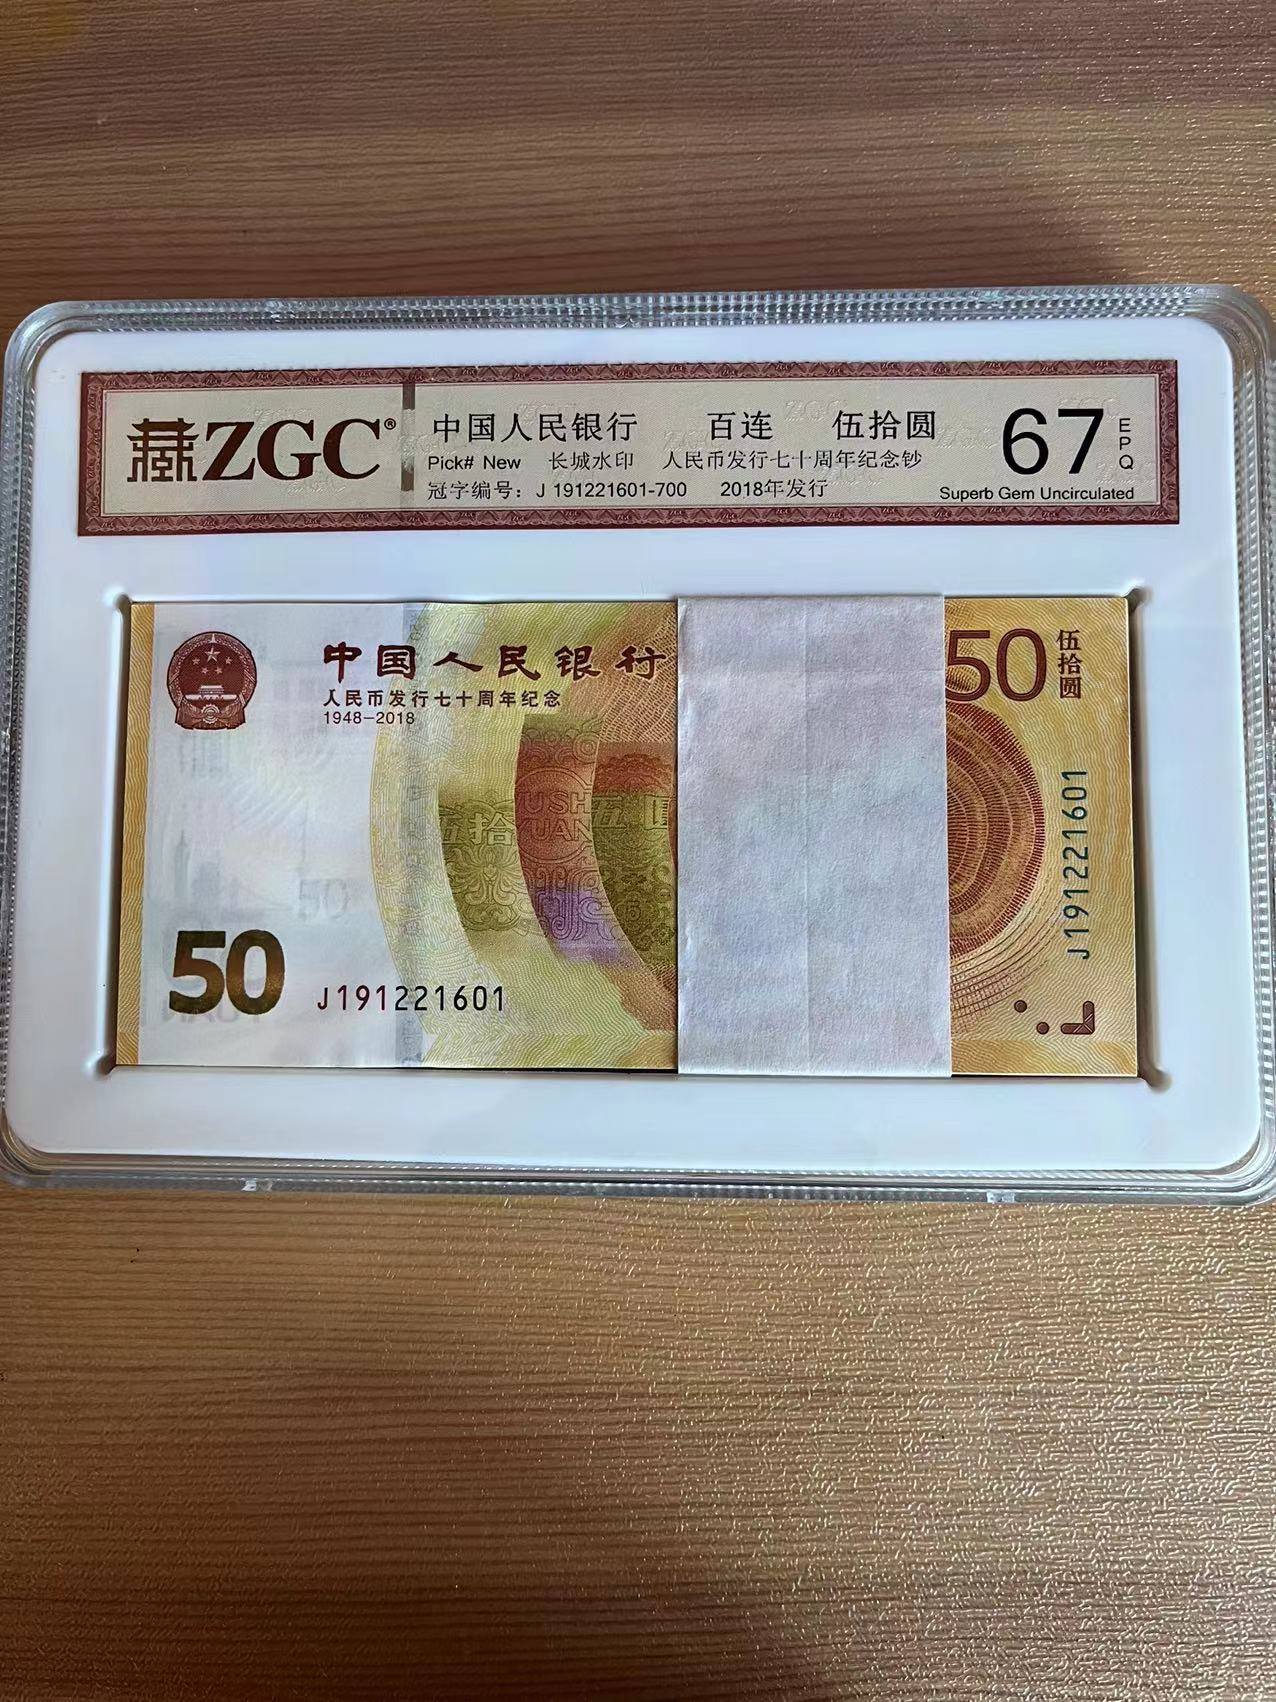 藏ZGC®
中国人民银行 百连 伍拾圆
Pick# New 长城水印 人民币发行七十周年纪念钞
冠字编号：J 191221601-700 2018年发行
67
EPQ
Superb Gem Uncirculated
中国人民银行
人民币发行七十周年纪念
1948-2018
50
伍拾圆
50
J191221601
J191221601